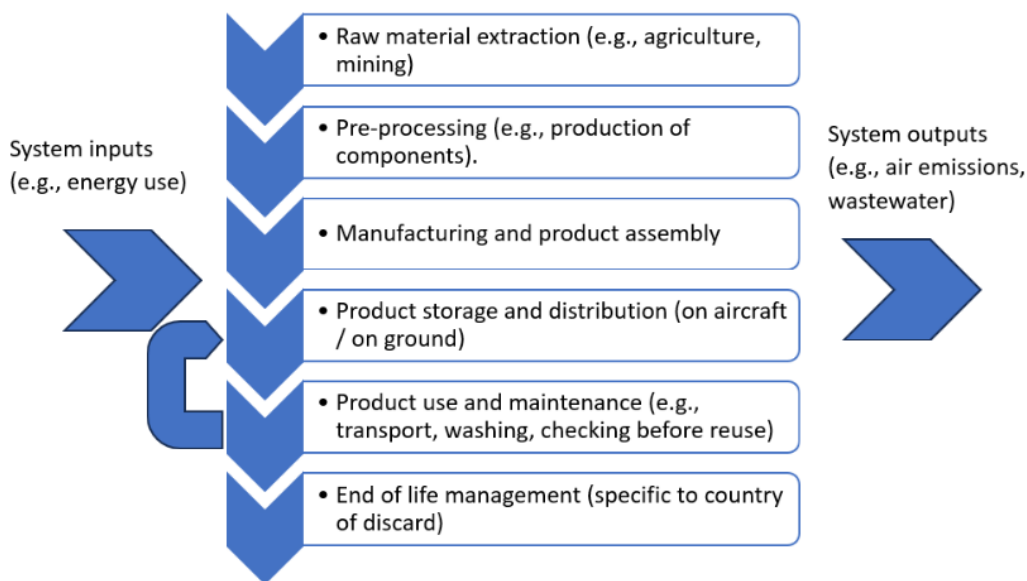 • Raw material extraction (e.g., agriculture,
mining)
• Pre-processing (e.g., production of
components).
System inputs
(e.g., energy use)
System outputs
(e.g., air emissions,
wastewater)
• Manufacturing and product assembly
• Product storage and distribution (on aircraft
/ on ground)
• Product use and maintenance (e.g.,
transport, washing, checking before reuse)
• End of life management (specific to country
of discard)